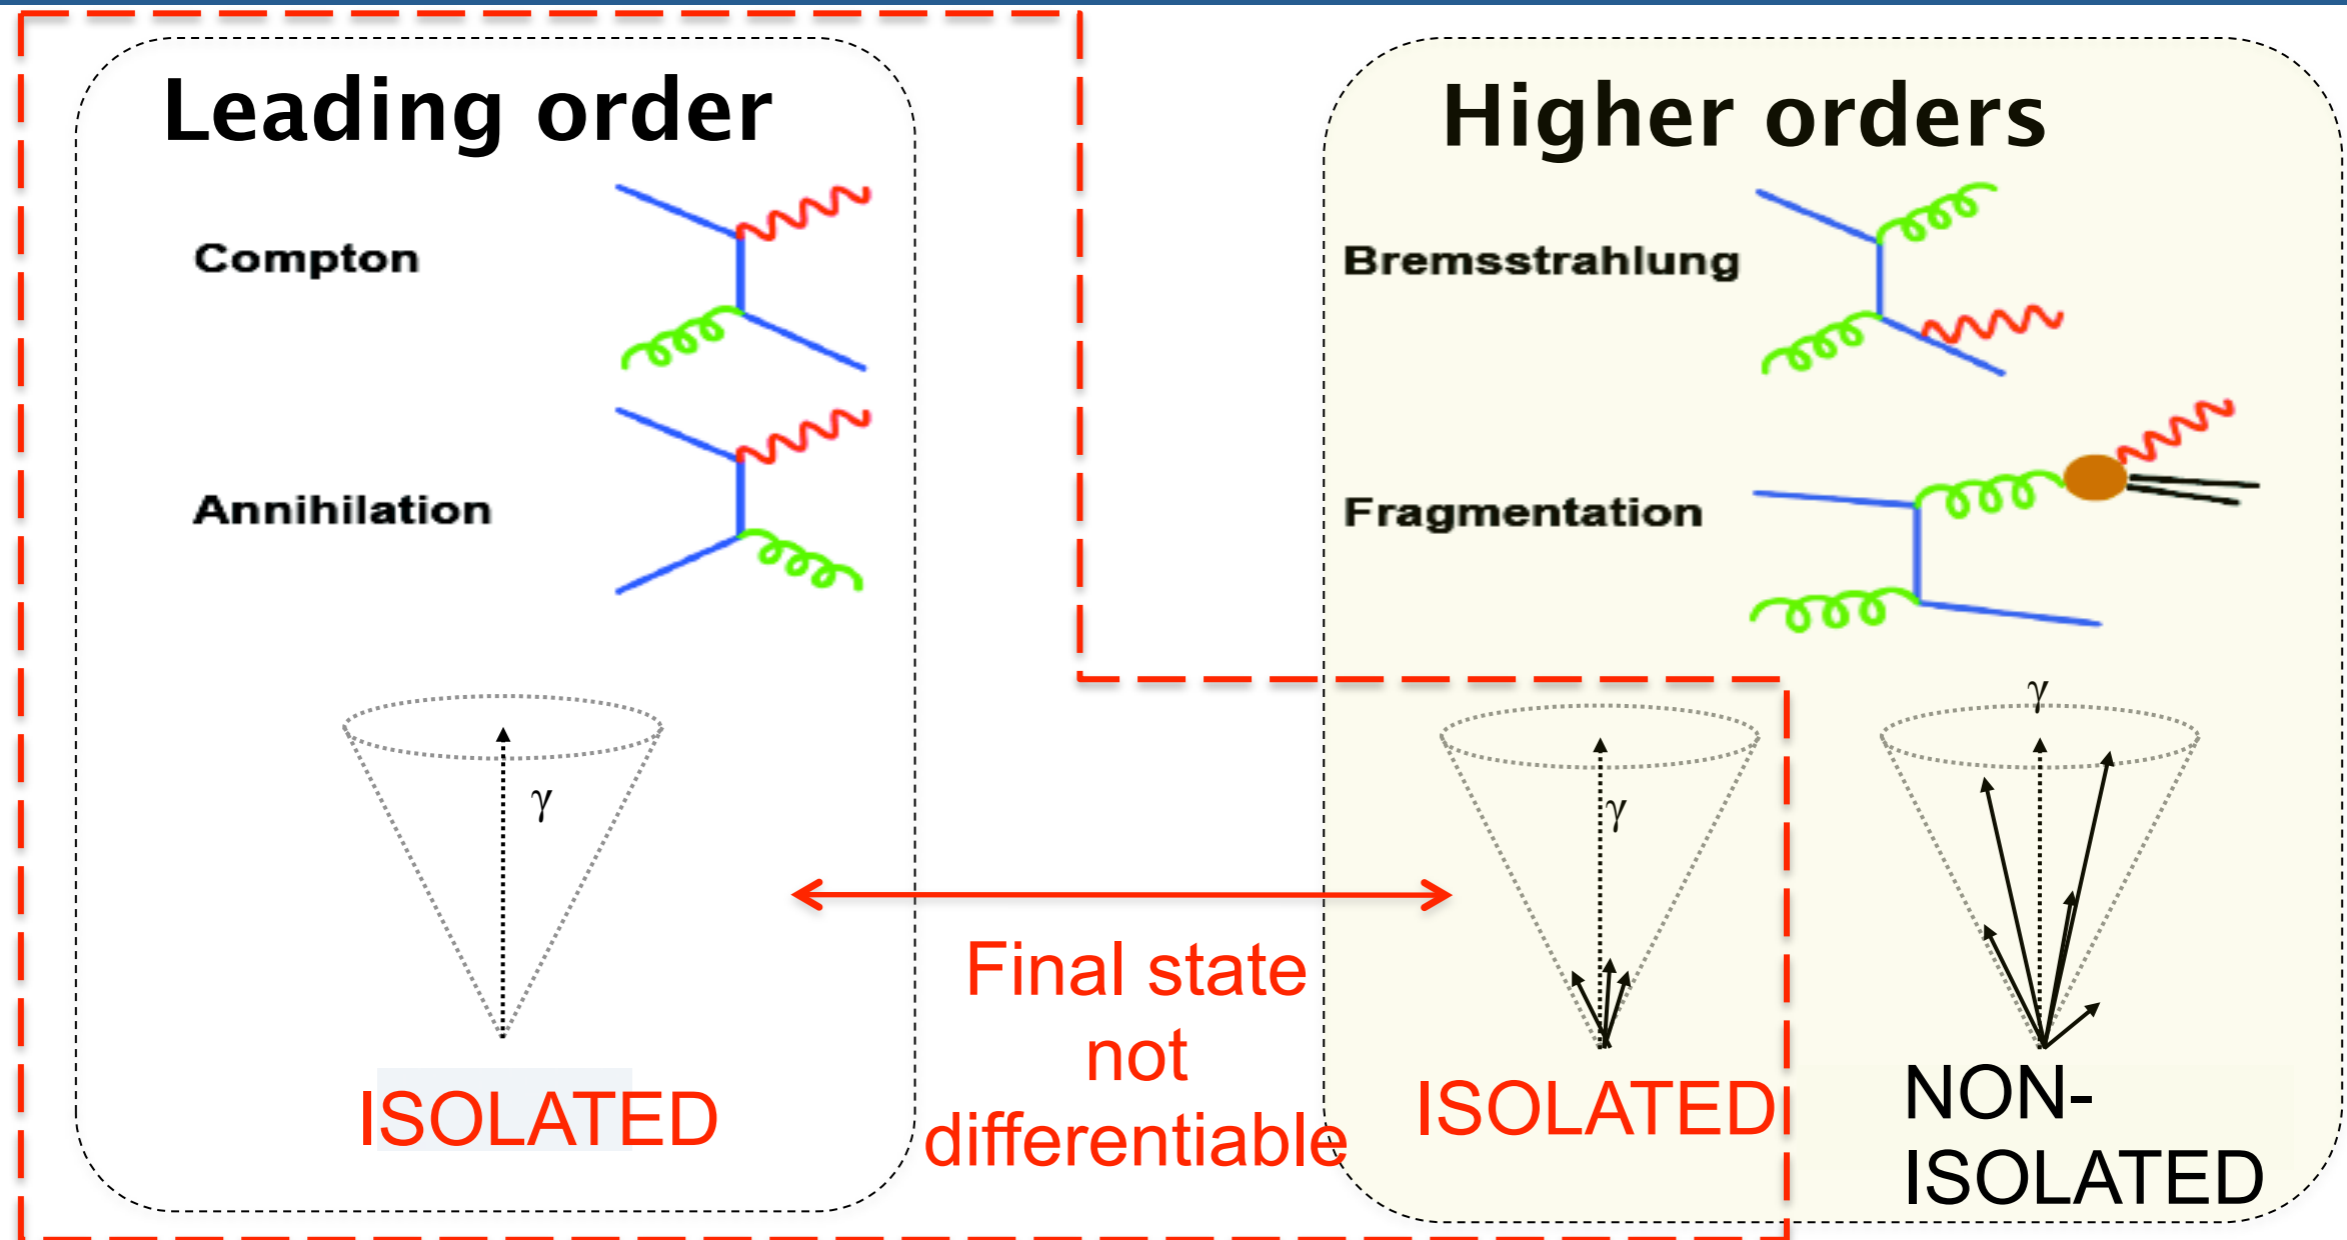 Leading order
Compton
Annihilation
γ
ISOLATED
Final state
not
differentiable
Higher orders
Bremsstrahlung
Fragmentation
γ
ISOLATED
γ
NON-
ISOLATED